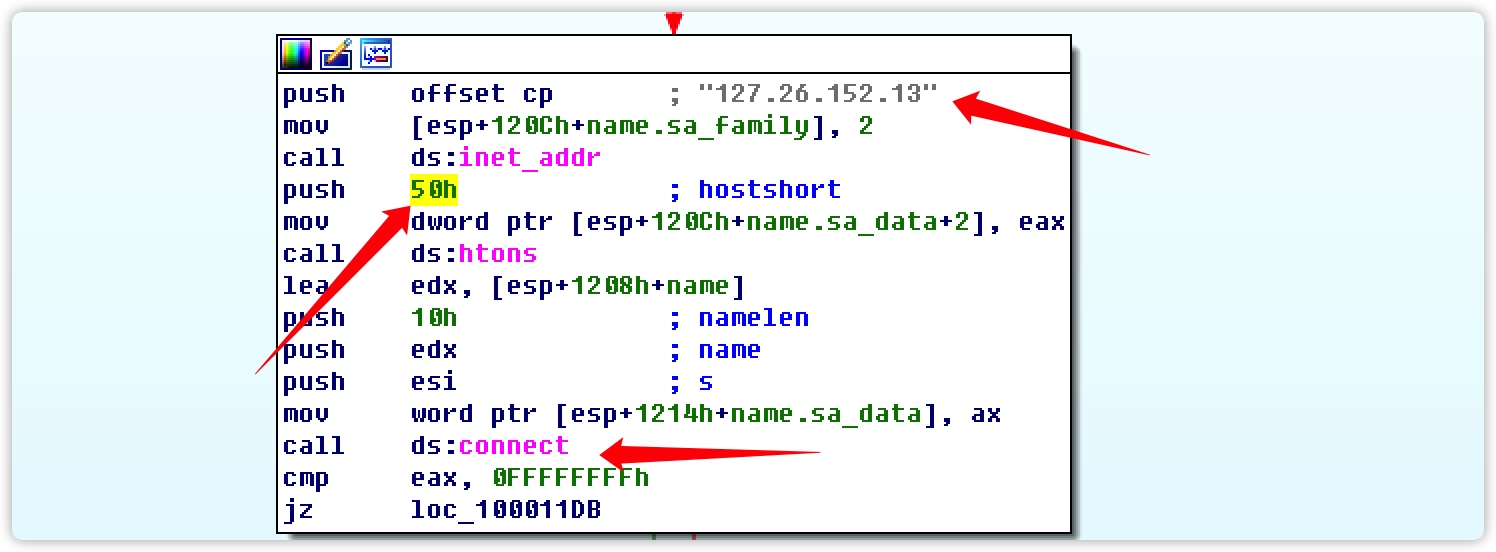 push offset cp ; "127.26.152.13"
mov [esp+120Ch+name.sa_family], 2
call ds:inet_addr
push 50h ; hostshort
mov dword ptr [esp+120Ch+name.sa_data+2], eax
call ds:htons
lea edx, [esp+1208h+name]
push 10h ; namelen
push edx ; name
push esi ; s
mov word ptr [esp+1214h+name.sa_data], ax
call ds:connect
cmp eax, 0FFFFFFFFh
jz loc_100011DB